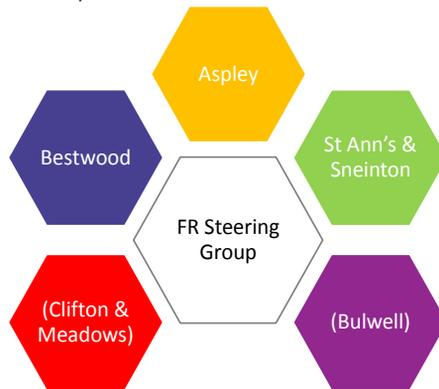 Aspley
Bestwood
St Ann's &
Sneinton
FR Steering
Group
(Clifton &
Meadows)
(Bulwell)